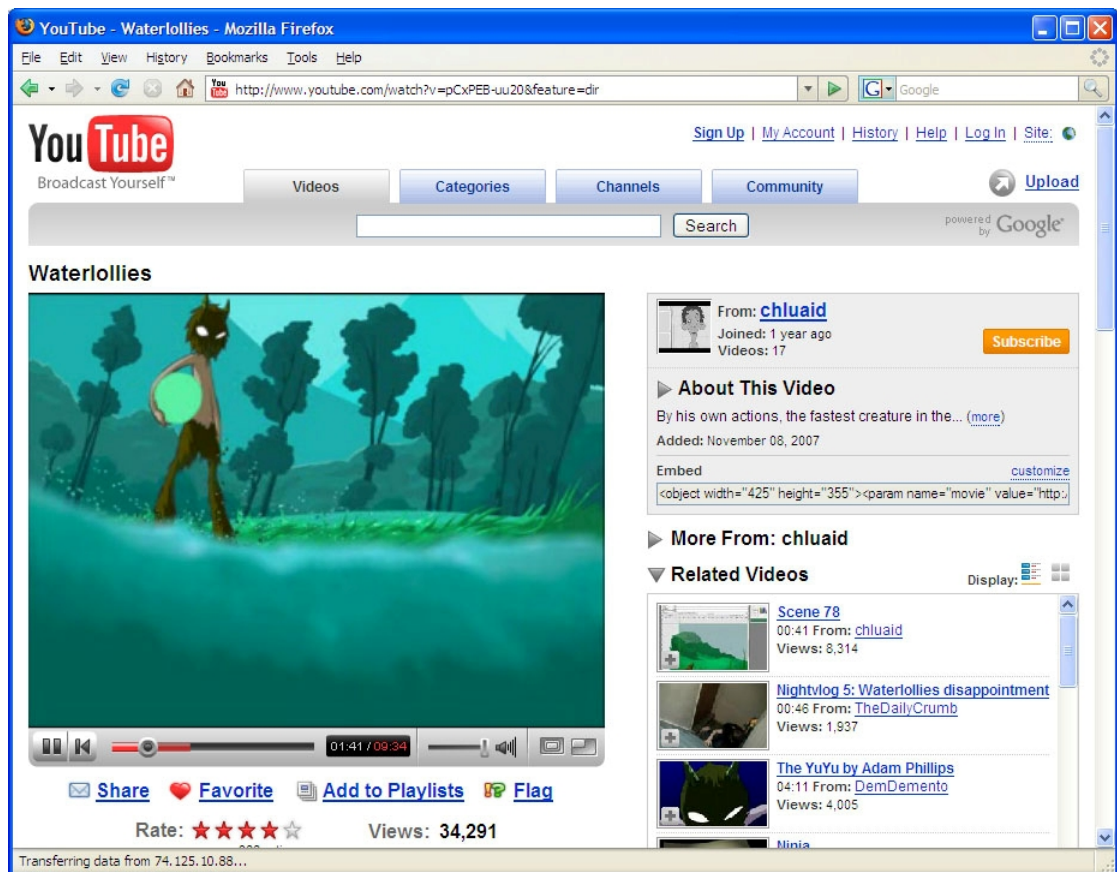 YouTube - Waterlollies - Mozilla Firefox
File Edit View History Bookmarks Tools Help
http://www.youtube.com/watch?v=pCxPEB-uu20&feature=dir
G Google
You Tube
Broadcast Yourself™
Sign Up | My Account | History | Help | Log In | Site:
Videos Categories Channels Community Upload
Search
powered by Google
Waterlollies
From: chluaid
Joined: 1 year ago
Videos: 17
Subscribe
About This Video
By his own actions, the fastest creature in the... (more)
Added: November 08, 2007
Embed customize
<object width="425" height="355"><param name="movie" value="http:/
More From: chluaid
Related Videos
Display:
Scene 78
00:41 From: chluaid
Views: 8,314
Nightvlog 5: Waterlollies disappointment
00:46 From: TheDailyCrumb
Views: 1,937
The YuYu by Adam Phillips
04:11 From: DemDemento
Views: 4,005
Ninja
01:41 / 09:34
Share Favorite Add to Playlists Flag
Rate: Views: 34,291
Transferring data from 74.125.10.88...